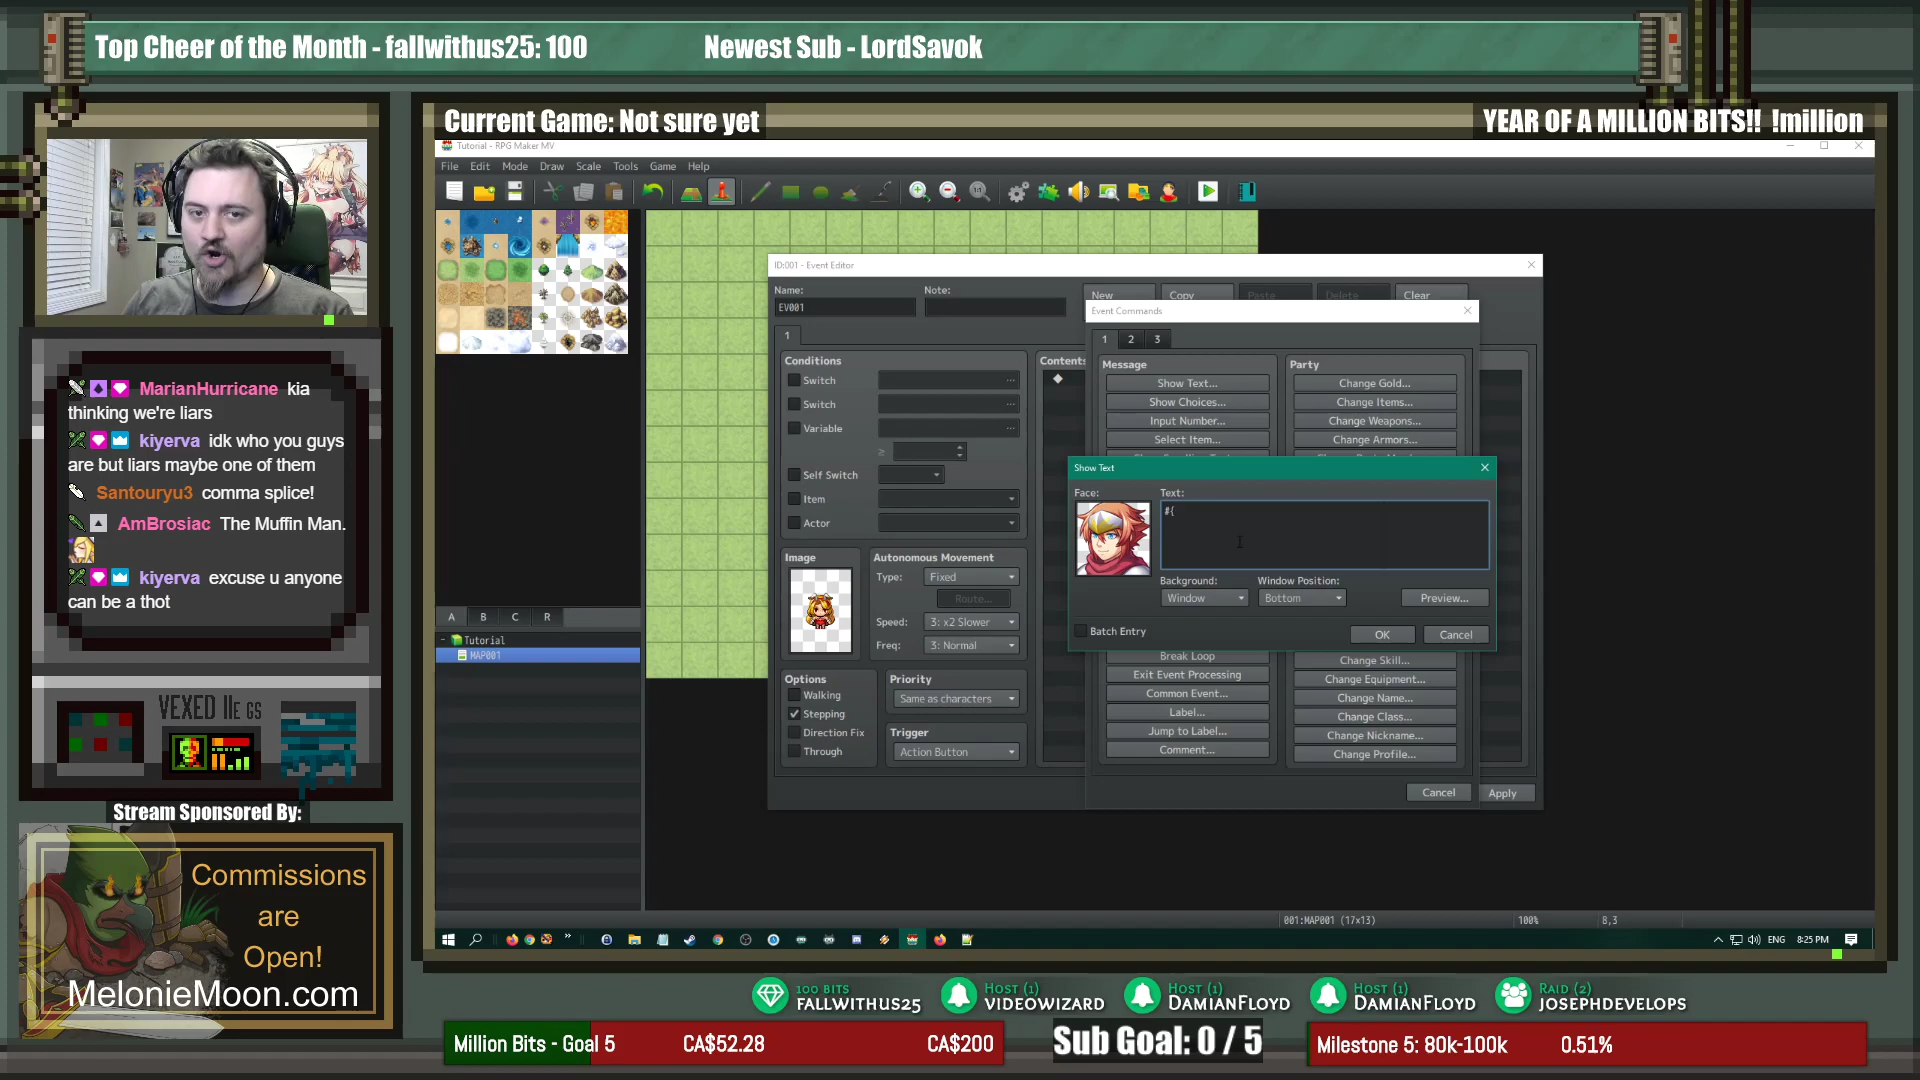 Top Cheer of the Month - fallwithus25: 100
Newest Sub - LordSavok
Current Game: Not sure yet
YEAR OF A MILLION BITS!! !million
Tutorial - RPG Maker MV
File Edit Mode Draw Scale Tools Game Help
MarianHurricane kia
thinking we're liars
kiyerva idk who you guys
are but liars maybe one of them
Santouryu3 comma splice!
AmBrosiac The Muffin Man.
kiyerva excuse u anyone
can be a thot
VEXED IIe GS
Stream Sponsored By:
Commissions
are
Open!
MelonieMoon.com
A B C R
Tutorial
MAP001
ID:001 - Event Editor
Name:
Note:
EV001
New Copy Paste Delete Clear
1
Conditions
Switch
Switch
Variable
≥
Self Switch
Item
Actor
Image
Autonomous Movement
Type: Fixed
Route...
Speed: 3: x2 Slower
Freq: 3: Normal
Options
Walking
Stepping
Direction Fix
Through
Priority
Same as characters
Trigger
Action Button
Contents
Event Commands
1 2 3
Message
Show Text...
Show Choices...
Input Number...
Select Item...
Party
Change Gold...
Change Items...
Change Weapons...
Change Armors...
Show Text
Face:
Text:
#{
Background:
Window
Window Position:
Bottom
Preview...
Batch Entry
OK
Cancel
Break Loop
Exit Event Processing
Common Event...
Label...
Jump to Label...
Comment...
Change Skill...
Change Equipment...
Change Name...
Change Class...
Change Nickname...
Change Profile...
Cancel
Apply
001:MAP001 (17x13)
100%
8,3
ENG
8:25 PM
100 BITS
FALLWITHUS25
HOST (1)
VIDEOWIZARD
HOST (1)
DAMIANFLOYD
HOST (1)
DAMIANFLOYD
RAID (2)
JOSEPHDEVELOPS
Million Bits - Goal 5
CA$52.28
CA$200
Sub Goal: 0 / 5
Milestone 5: 80k-100k
0.51%